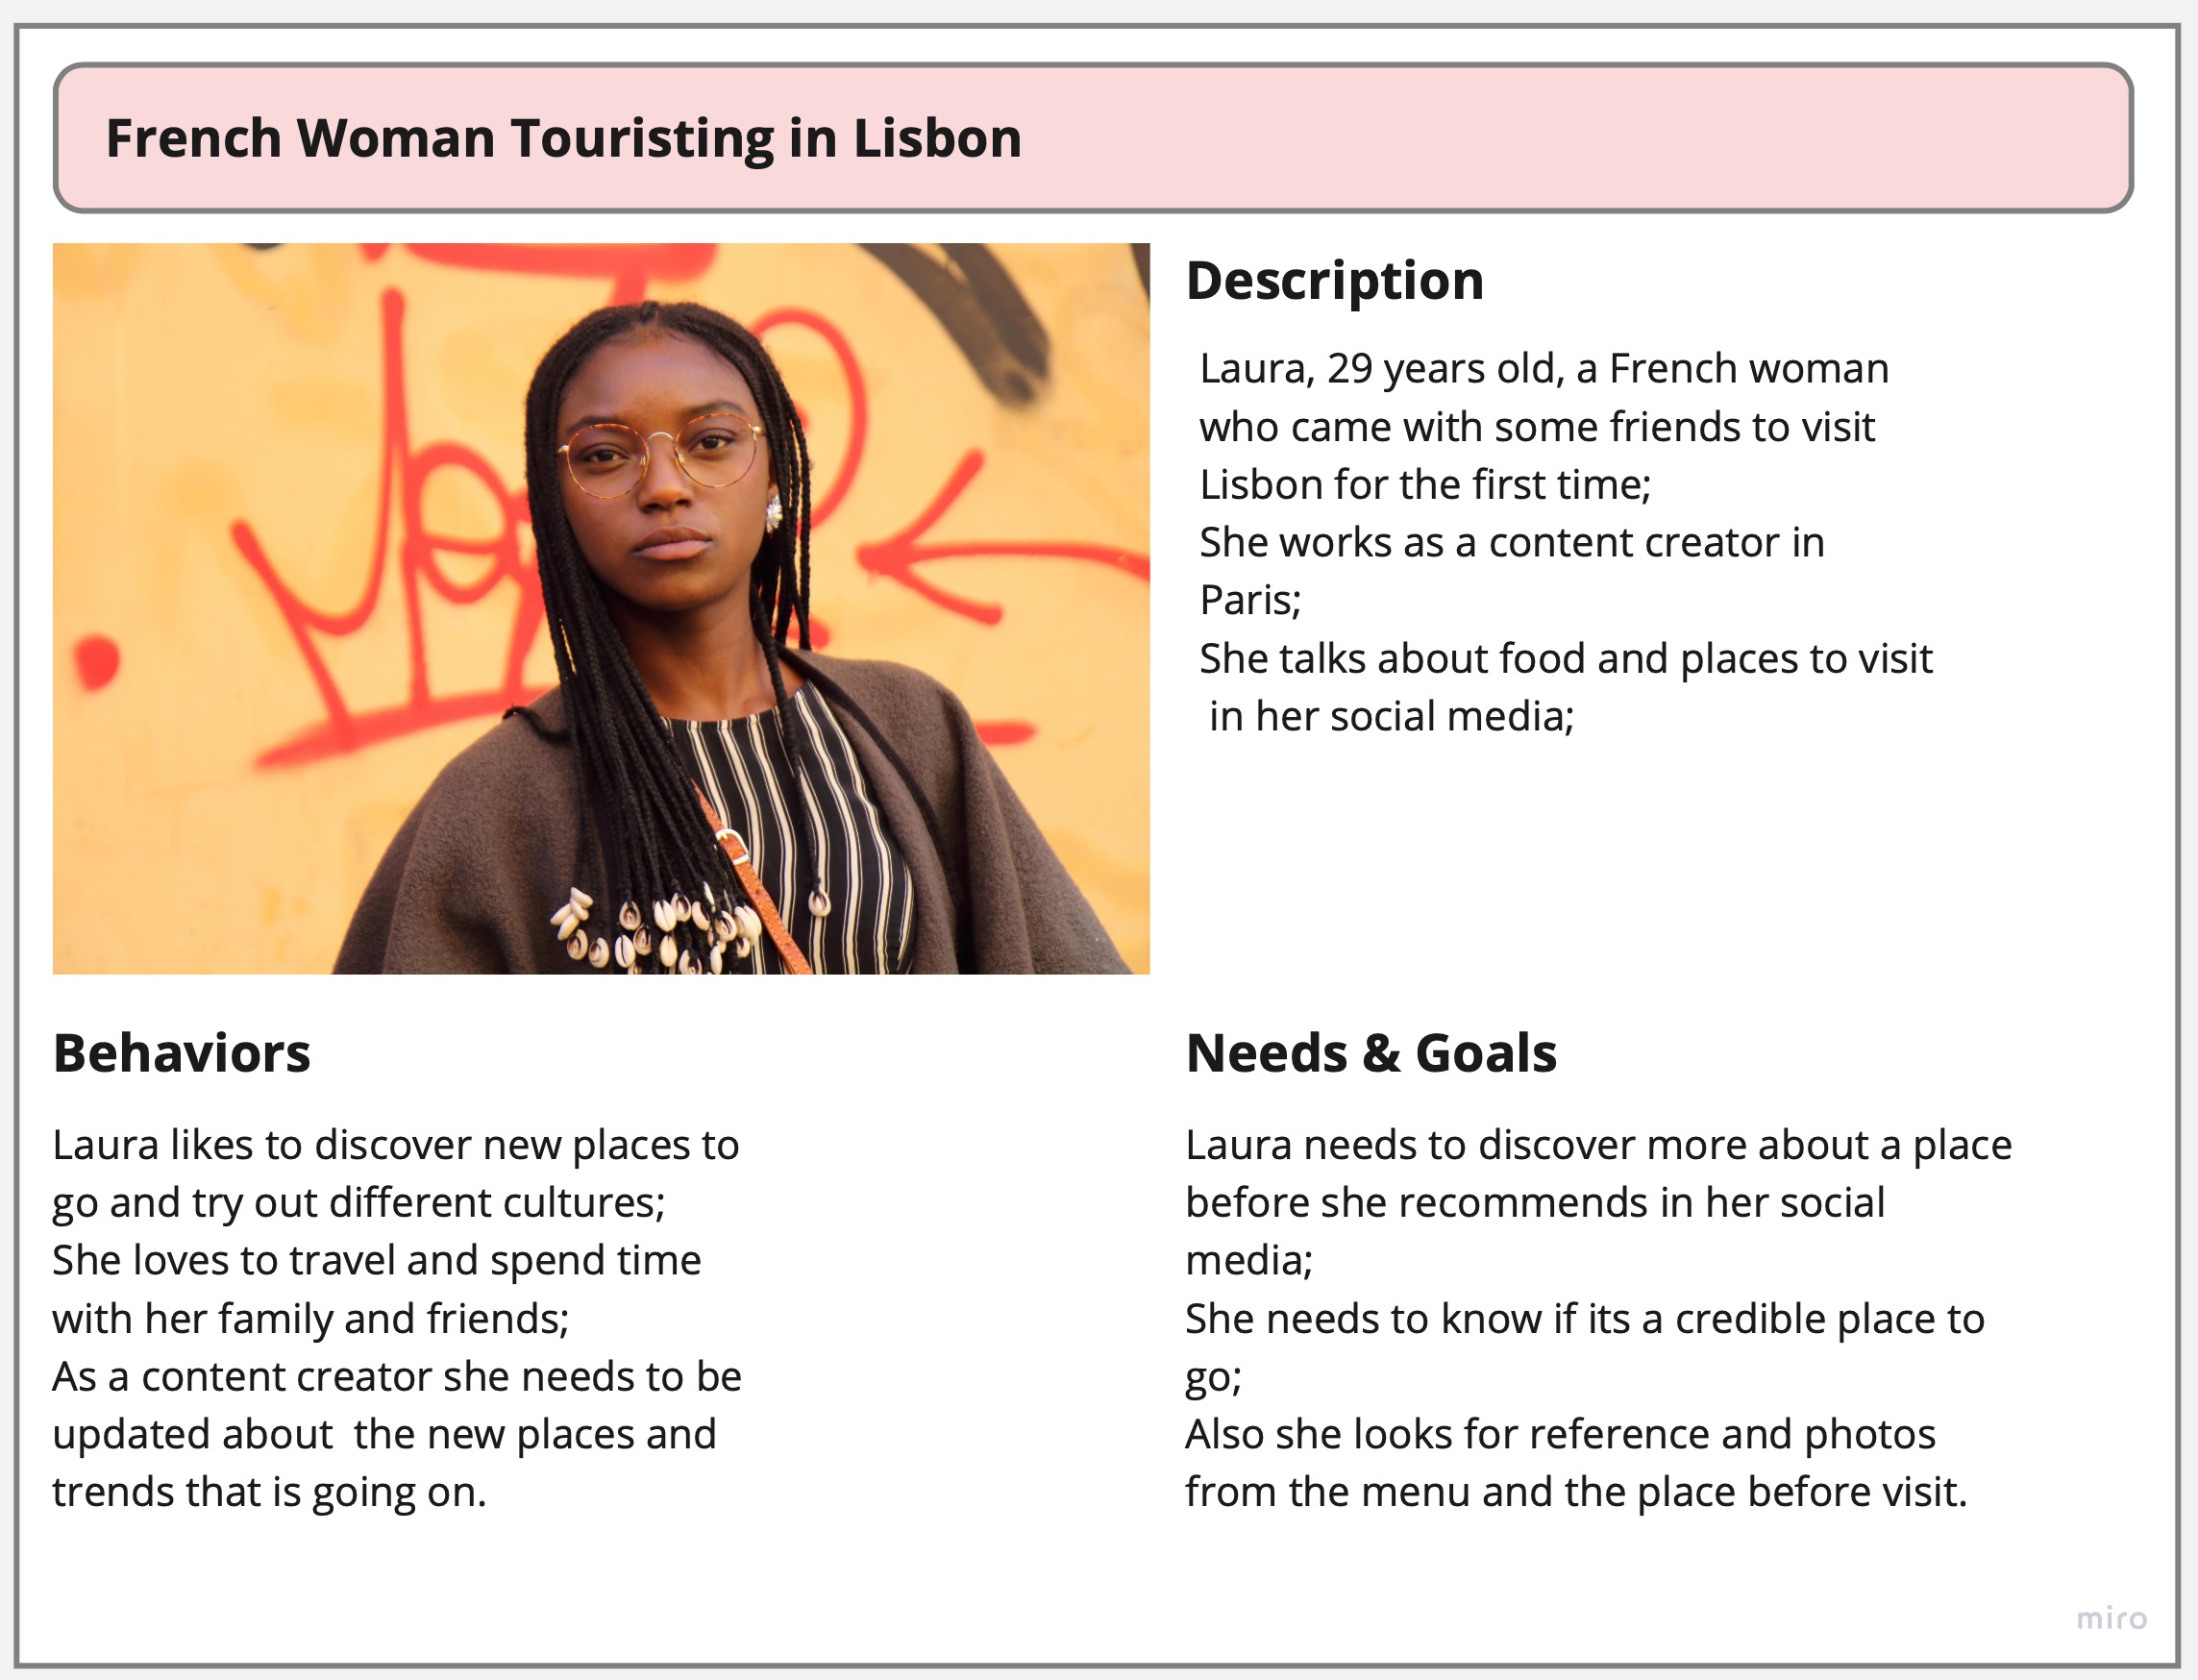 French Woman Touristing in Lisbon
Description
Laura, 29 years old, a French woman
who came with some friends to visit
Lisbon for the first time;
She works as a content creator in
Paris;
She talks about food and places to visit
in her social media;
Behaviors
Laura likes to discover new places to
go and try out different cultures;
She loves to travel and spend time
with her family and friends;
As a content creator she needs to be
updated about  the new places and
trends that is going on.
Needs & Goals
Laura needs to discover more about a place
before she recommends in her social
media;
She needs to know if its a credible place to
go;
Also she looks for reference and photos
from the menu and the place before visit.
miro